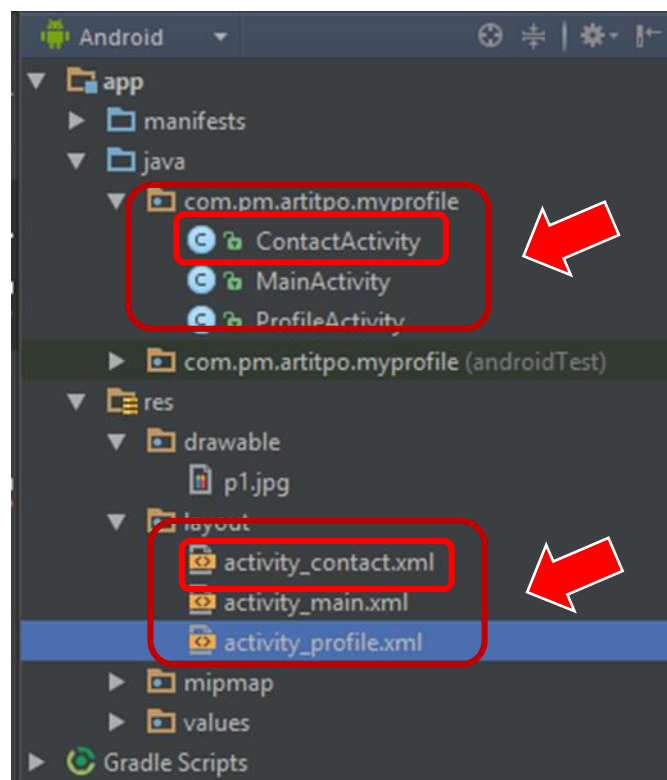 Android
app
manifests
java
com.pm.artitpo.myprofile
ContactActivity
MainActivity
ProfileActivity
com.pm.artitpo.myprofile (androidTest)
res
drawable
p1.jpg
layout
activity_contact.xml
activity_main.xml
activity_profile.xml
mipmap
values
Gradle Scripts